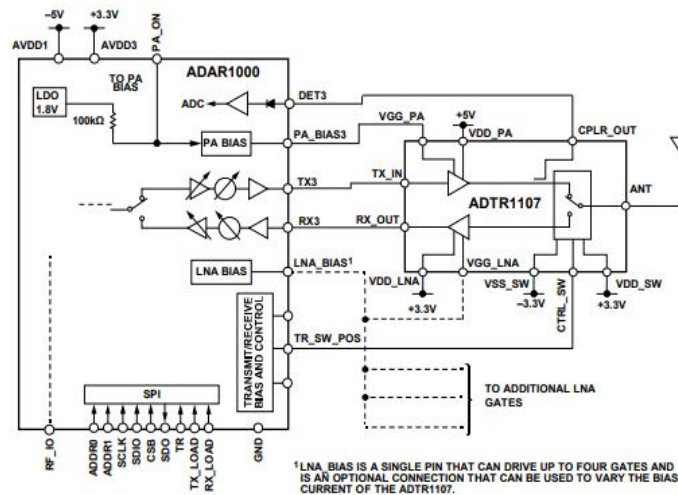 –5V
+3.3V
PA_ON
AVDD1
AVDD3
TO PA
BIAS
ADAR1000
LDO
1.8V
100kΩ
ADC
DET3
PA BIAS
PA_BIAS3
VGG_PA
+5V
VDD_PA
CPLR_OUT
TX3
TX_IN
ADTR1107
ANT
RX3
RX_OUT
LNA BIAS
LNA_BIAS1
VDD_LNA
VGG_LNA
VSS_SW
CTRL_SW
VDD_SW
+3.3V
–3.3V
+3.3V
TRANSMIT/RECEIVE
BIAS AND CONTROL
TR_SW_POS
SPI
TO ADDITIONAL LNA
GATES
RF_IO
ADDR0
ADDR1
SCLK
SDIO
CSB
SDO
TR
TX_LOAD
RX_LOAD
GND
1 LNA_BIAS IS A SINGLE PIN THAT CAN DRIVE UP TO FOUR GATES AND
IS AN OPTIONAL CONNECTION THAT CAN BE USED TO VARY THE BIAS
CURRENT OF THE ADTR1107.